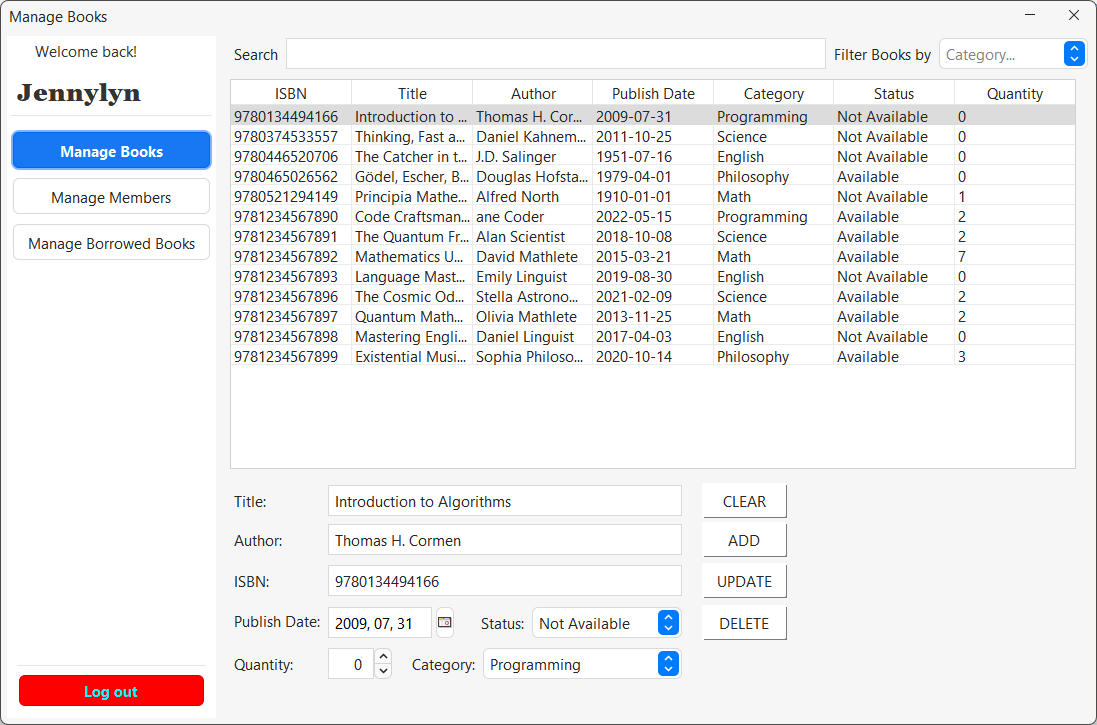 Manage Books
Welcome back!
Jennylyn
Manage Books
Manage Members
Manage Borrowed Books
Log out
Search Filter Books by Category...
ISBN Title Author Publish Date Category Status Quantity
9780134494166 Introduction to ... Thomas H. Cor... 2009-07-31 Programming Not Available 0
9780374533557 Thinking, Fast a... Daniel Kahnem... 2011-10-25 Science Not Available 0
9780446520706 The Catcher in t... J.D. Salinger 1951-07-16 English Not Available 0
9780465026562 Gödel, Escher, B... Douglas Hofsta... 1979-04-01 Philosophy Available 0
9780521294149 Principia Mathe... Alfred North 1910-01-01 Math Not Available 1
9781234567890 Code Craftsman... ane Coder 2022-05-15 Programming Available 2
9781234567891 The Quantum Fr... Alan Scientist 2018-10-08 Science Available 2
9781234567892 Mathematics U... David Mathlete 2015-03-21 Math Available 7
9781234567893 Language Mast... Emily Linguist 2019-08-30 English Not Available 0
9781234567896 The Cosmic Od... Stella Astrono... 2021-02-09 Science Available 2
9781234567897 Quantum Math... Olivia Mathlete 2013-11-25 Math Available 2
9781234567898 Mastering Engli... Daniel Linguist 2017-04-03 English Not Available 0
9781234567899 Existential Musi... Sophia Philoso... 2020-10-14 Philosophy Available 3
Title: Introduction to Algorithms CLEAR
Author: Thomas H. Cormen ADD
ISBN: 9780134494166 UPDATE
Publish Date: 2009, 07, 31 Status: Not Available DELETE
Quantity: 0 Category: Programming